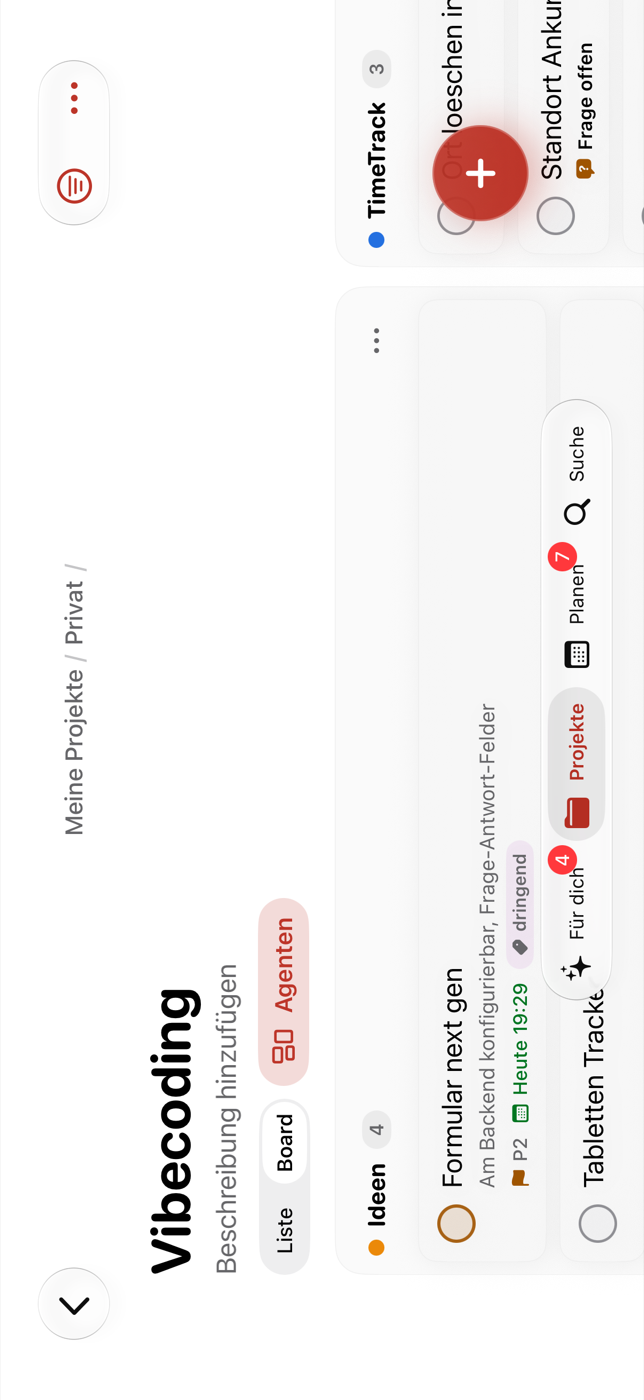 Meine Projekte / Privat /
Vibecoding
Beschreibung hinzufügen
Liste
Board
Agenten
Ideen 4
Formular next gen
Am Backend konfigurierbar, Frage-Antwort-Felder
P2 Heute 19:29 dringend
Tabletten Tracke
TimeTrack 3
Ort loeschen in
Standort Ankun
? Frage offen
Für dich 4
Projekte
Planen 7
Suche